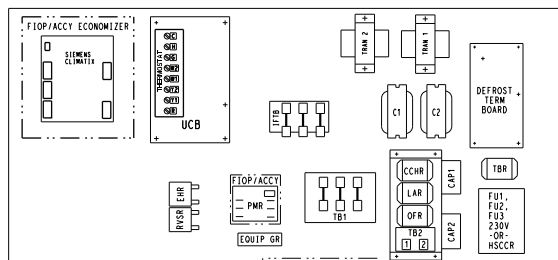 FIOP/ACCY ECONOMIZER
SIEMENS
CLIMATIX
THERMOSTAT
C
H
G
W2
W1
Y2
Y1
R
UCB
TRAN 2
TRAN 1
IFTB
C1
C2
DEFROST
TERM
BOARD
EHR
RVSR
FIOP/ACCY
PMR
EQUIP GR
TB1
CCHR
LAR
OFR
TB2
1 2
CAP1
CAP2
TBR
FU1,
FU2,
FU3
230V
-OR-
HSCCR